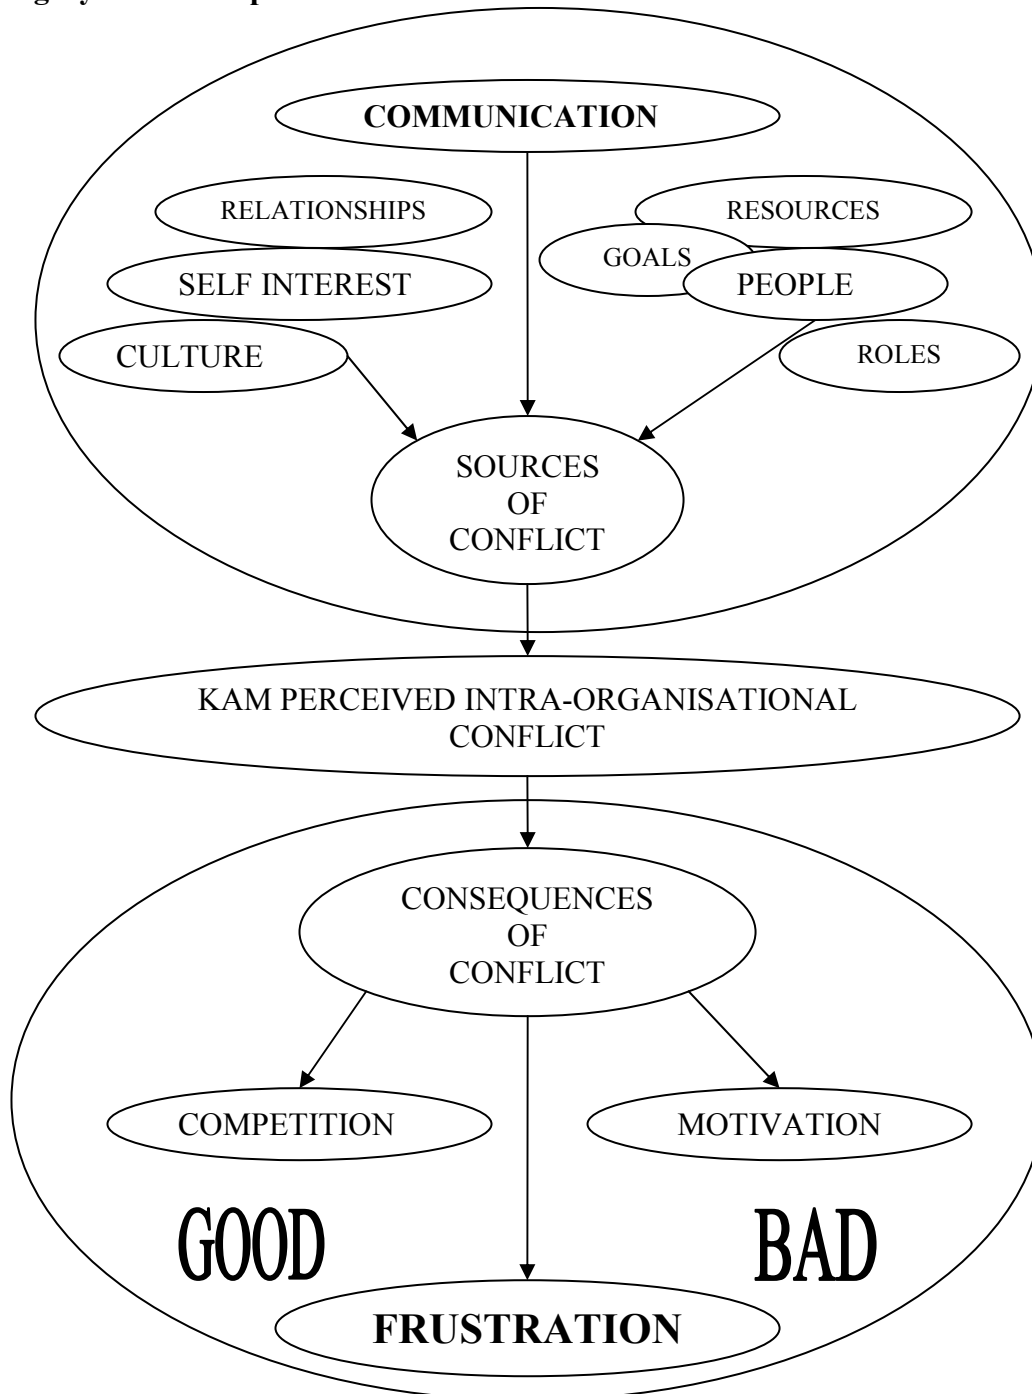 COMMUNICATION
RELATIONSHIPS
RESOURCES
GOALS
SELF INTEREST
PEOPLE
CULTURE
ROLES
SOURCES
OF
CONFLICT
KAM PERCEIVED INTRA-ORGANISATIONAL
CONFLICT
CONSEQUENCES
OF
CONFLICT
COMPETITION
MOTIVATION
GOOD
BAD
FRUSTRATION